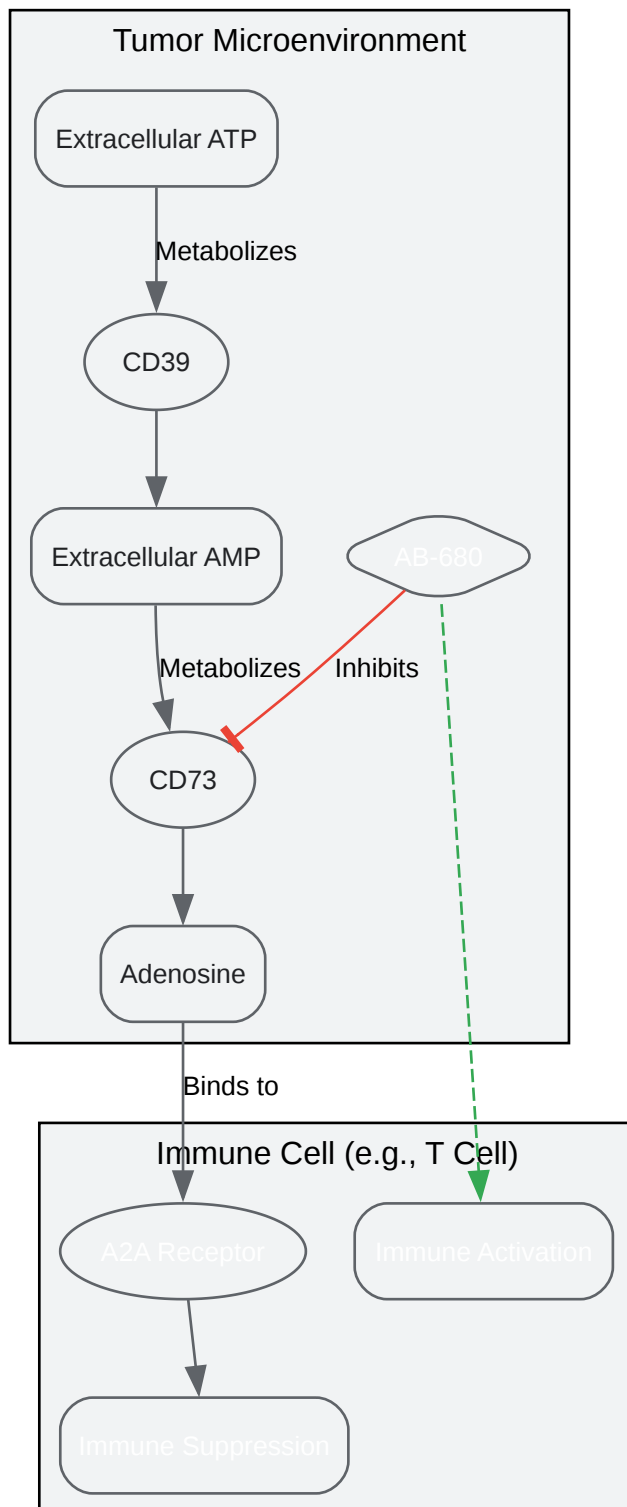 Tumor Microenvironment
Extracellular ATP
Metabolizes
CD39
Extracellular AMP
AB-680
Metabolizes
Inhibits
CD73
Adenosine
Binds to
Immune Cell (e.g., T Cell)
A2A Receptor
Immune Activation
Immune Suppression